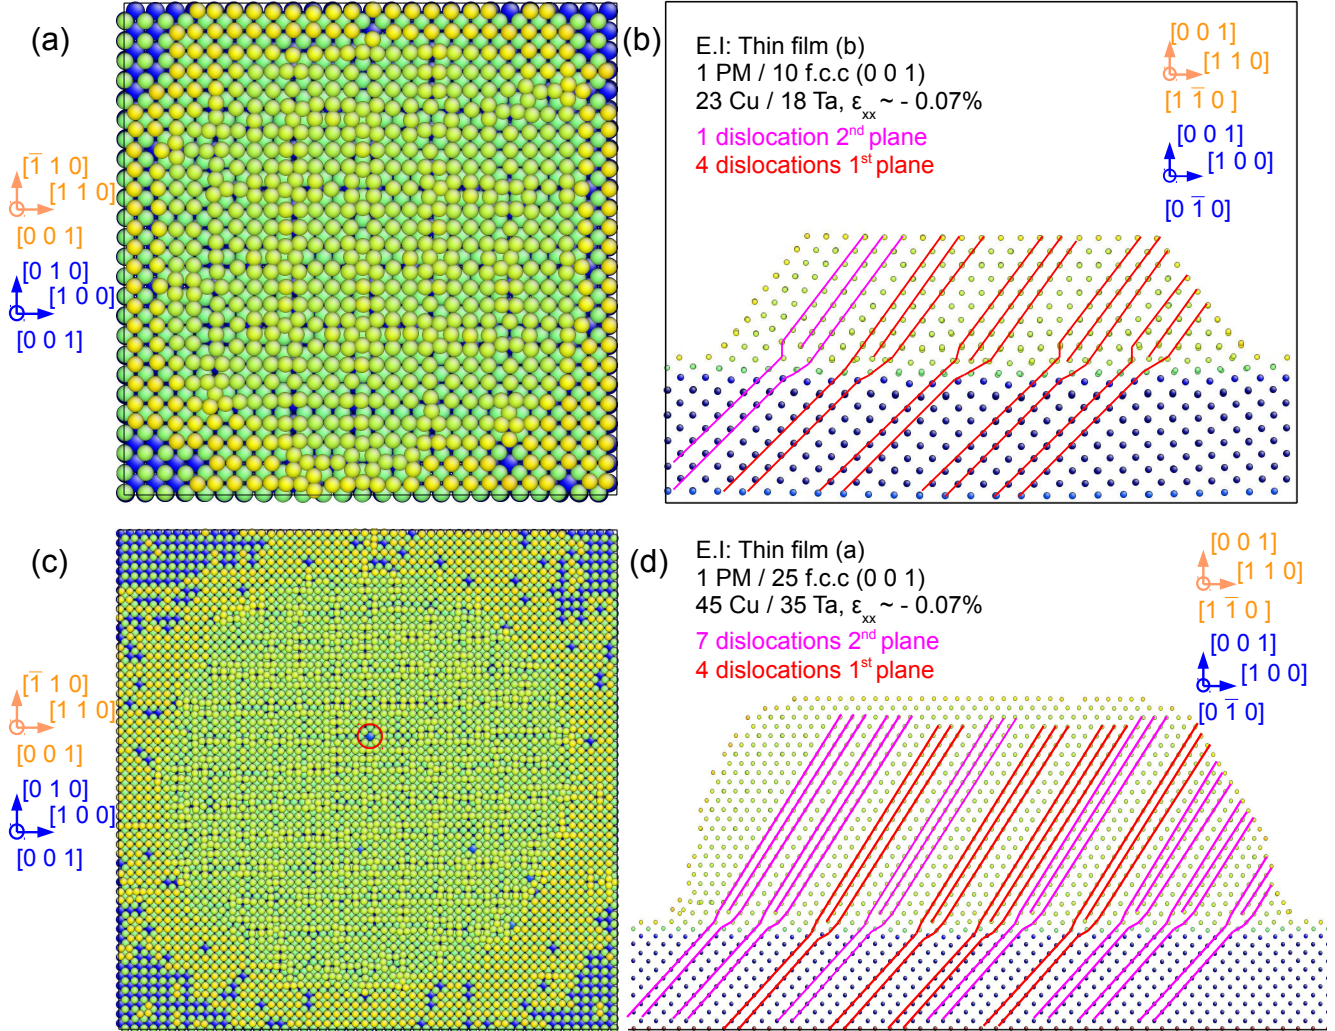 (a)
[1̅ 1 0]
[1 1 0]
[0 0 1]
[0 1 0]
[1 0 0]
[0 0 1]
(b)
E.I: Thin film (b)
1 PM / 10 f.c.c (0 0 1)
23 Cu / 18 Ta, ε_xx ~ - 0.07%
1 dislocation 2nd plane
4 dislocations 1st plane
[0 0 1]
[1 1 0]
[1 1̅ 0]
[0 0 1]
[1 0 0]
[0 1̅ 0]
(c)
[1̅ 1 0]
[1 1 0]
[0 0 1]
[0 1 0]
[1 0 0]
[0 0 1]
(d)
E.I: Thin film (a)
1 PM / 25 f.c.c (0 0 1)
45 Cu / 35 Ta, ε_xx ~ - 0.07%
7 dislocations 2nd plane
4 dislocations 1st plane
[0 0 1]
[1 1 0]
[1 1̅ 0]
[0 0 1]
[1 0 0]
[0 1̅ 0]